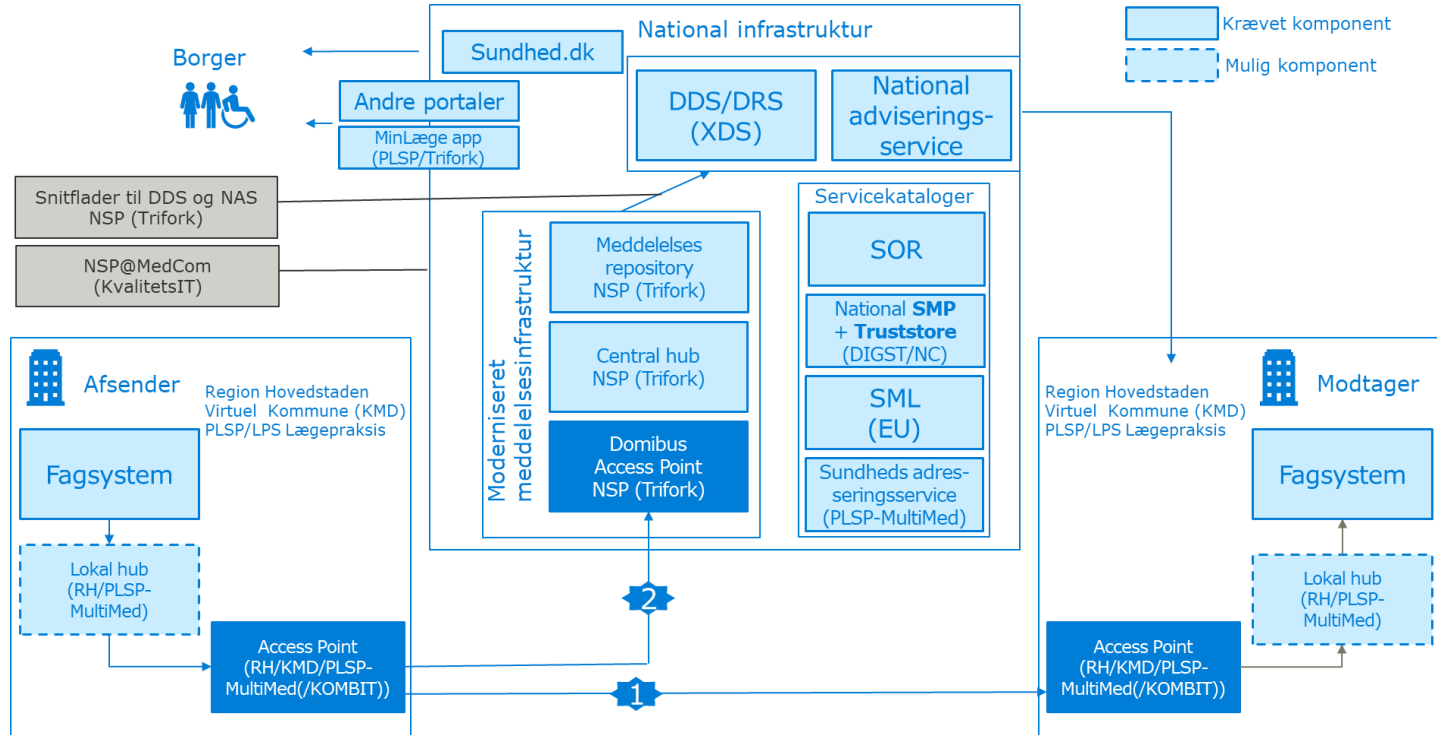 National infrastruktur
Krævet komponent
Mulig komponent
Borger
Sundhed.dk
Andre portaler
MinLæge app
(PLSP/Trifork)
DDS/DRS
(XDS)
National
adviserings-
service
Snitflader til DDS og NAS
NSP (Trifork)
NSP@MedCom
(KvalitetsIT)
Moderniseret
meddelelsesinfrastruktur
Meddelelses
repository
NSP (Trifork)
Central hub
NSP (Trifork)
Domibus
Access Point
NSP (Trifork)
Servicekataloger
SOR
National SMP
+ Truststore
(DIGST/NC)
SML
(EU)
Sundheds adres-
seringsservice
(PLSP-MultiMed)
Afsender
Region Hovedstaden
Virtuel  Kommune (KMD)
PLSP/LPS Lægepraksis
Fagsystem
Lokal hub
(RH/PLSP-
MultiMed)
Access Point
(RH/KMD/PLSP-
MultiMed(/KOMBIT))
2
1
Modtager
Region Hovedstaden
Virtuel  Kommune (KMD)
PLSP/LPS Lægepraksis
Fagsystem
Lokal hub
(RH/PLSP-
MultiMed)
Access Point
(RH/KMD/PLSP-
MultiMed(/KOMBIT))